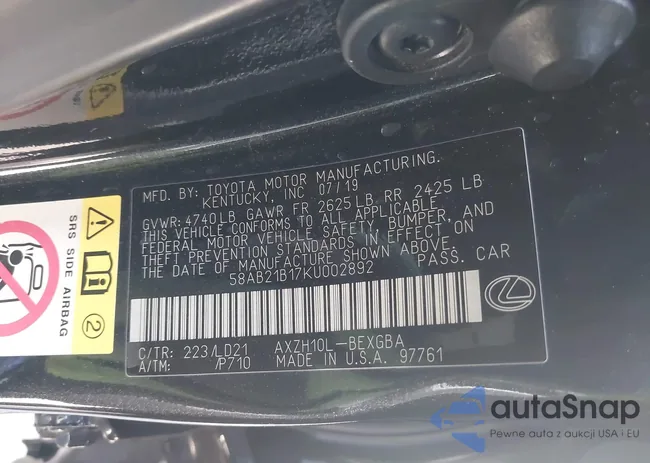 MFD. BY: TOYOTA MOTOR MANUFACTURING.
KENTUCKY, INC 07/19
GVWR: 4740LB GAWR FR 2625LB RR 2425 LB
THIS VEHICLE CONFORMS TO ALL APPLICABLE
FEDERAL MOTOR VEHICLE SAFETY, BUMPER, AND
THEFT PREVENTION STANDARDS IN EFFECT ON
THE DATE OF MANUFACTURE SHOWN ABOVE.
58AB21B17KU002892 PASS. CAR
C/TR: 223/LD21 AXZH10L-BEXGBA
A/TM: /P710 MADE IN U.S.A. 97761
SRS SIDE AIRBAG
2
autaSnap
Pewne auta z aukcji USA i EU